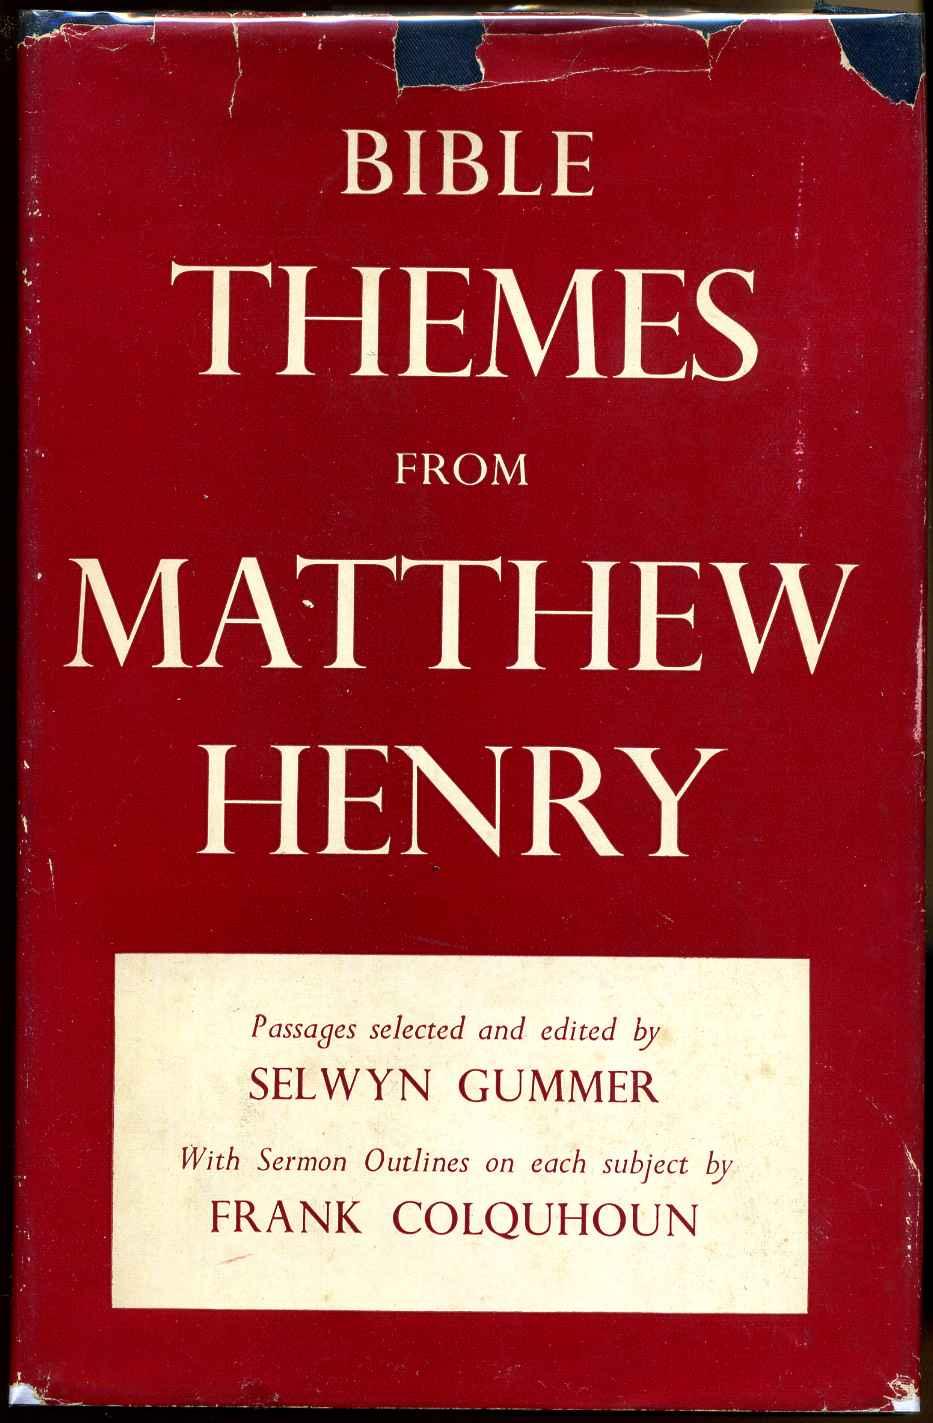 BIBLE
THEMES
FROM
MATTHEW
HENRY
Passages selected and edited by
SELWYN GUMMER
With Sermon Outlines on each subject by
FRANK COLQUHOUN